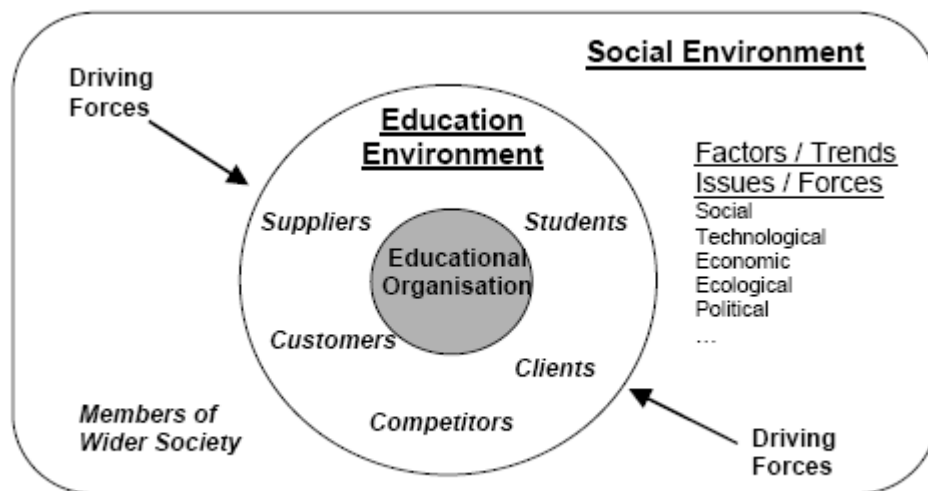 Social Environment
Driving
Forces
Education
Environment
Factors / Trends
Issues / Forces
Social
Technological
Economic
Ecological
Political
...
Suppliers
Students
Educational
Organisation
Customers
Clients
Competitors
Members of
Wider Society
Driving
Forces